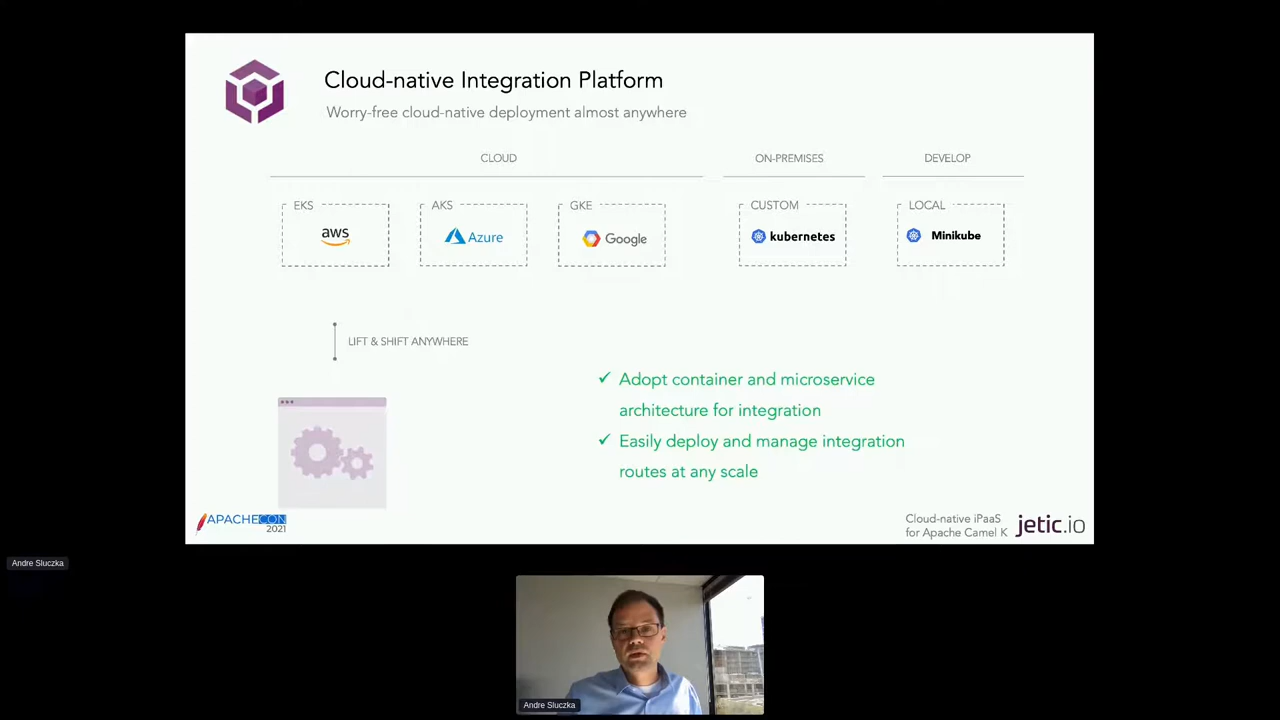 Cloud-native Integration Platform
Worry-free cloud-native deployment almost anywhere
CLOUD
ON-PREMISES
DEVELOP
EKS
aws
AKS
Azure
GKE
Google
CUSTOM
kubernetes
LOCAL
Minikube
LIFT & SHIFT ANYWHERE
✓ Adopt container and microservice
architecture for integration
✓ Easily deploy and manage integration
routes at any scale
APACHECON
2021
Cloud-native iPaaS
for Apache Camel K
jetic.io
Andre Sluczka
Andre Sluczka